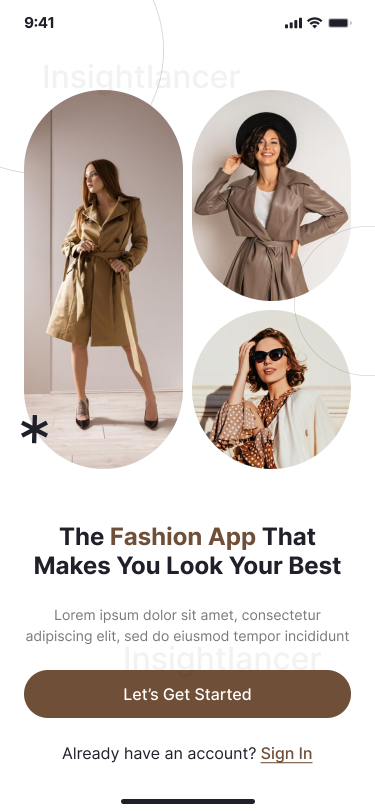 9:41
Insightlancer
The Fashion App That
Makes You Look Your Best
Lorem ipsum dolor sit amet, consectetur
adipiscing elit, sed do eiusmod tempor incididunt
Insightlancer
Let’s Get Started
Already have an account? Sign In